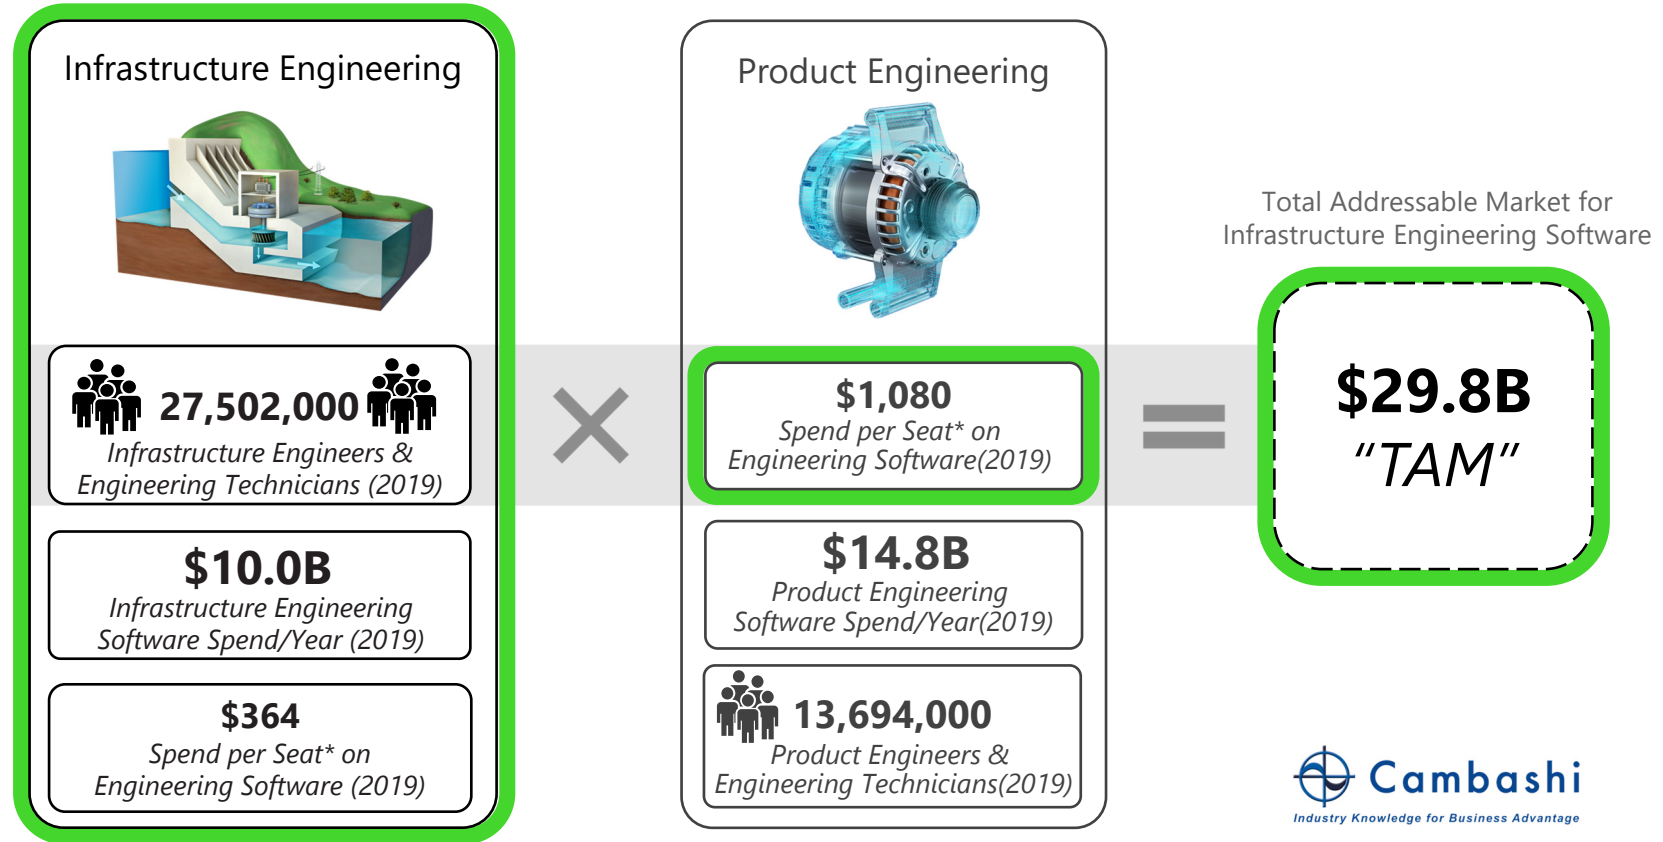 Infrastructure Engineering
27,502,000
Infrastructure Engineers &
Engineering Technicians (2019)
$10.0B
Infrastructure Engineering
Software Spend/Year (2019)
$364
Spend per Seat* on
Engineering Software (2019)
Product Engineering
$1,080
Spend per Seat* on
Engineering Software(2019)
$14.8B
Product Engineering
Software Spend/Year(2019)
13,694,000
Product Engineers &
Engineering Technicians(2019)
Total Addressable Market for
Infrastructure Engineering Software
$29.8B
“TAM”
Cambashi
Industry Knowledge for Business Advantage